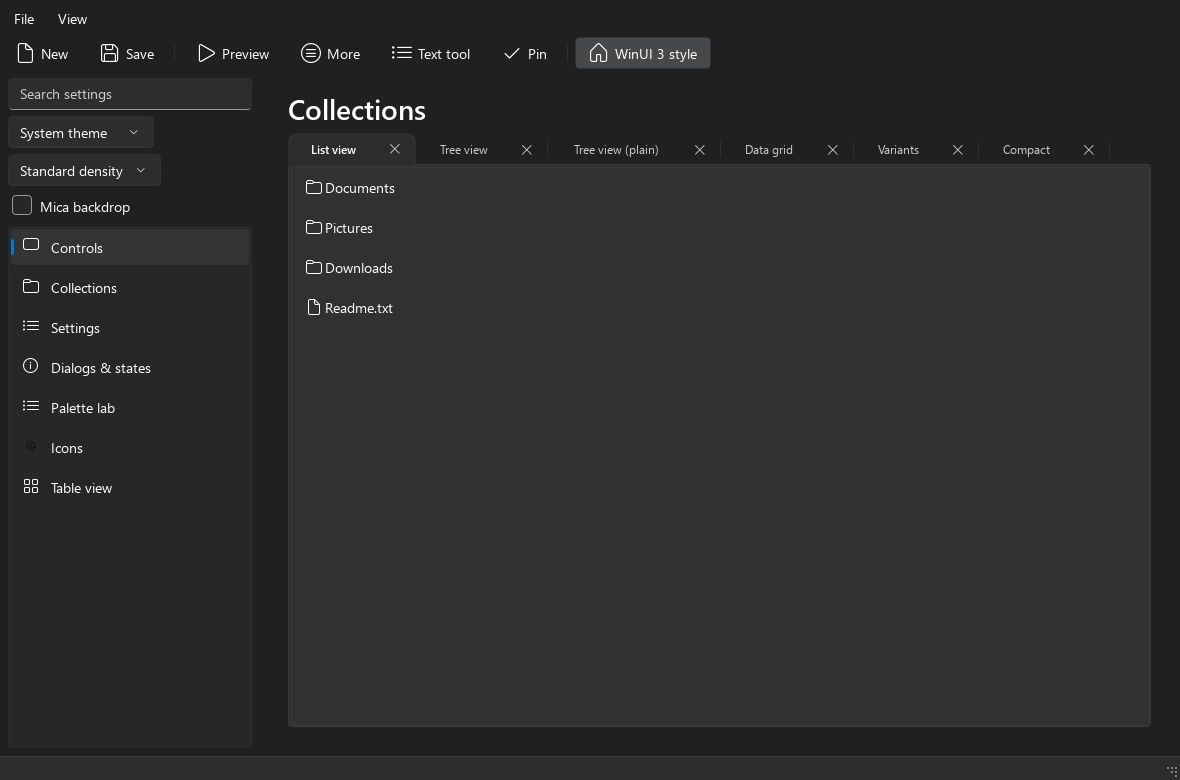 File View
New Save Preview More Text tool Pin WinUI 3 style
Search settings
System theme
Standard density
Mica backdrop
Controls
Collections
Settings
Dialogs & states
Palette lab
Icons
Table view
Collections
List view Tree view Tree view (plain) Data grid Variants Compact
Documents
Pictures
Downloads
Readme.txt